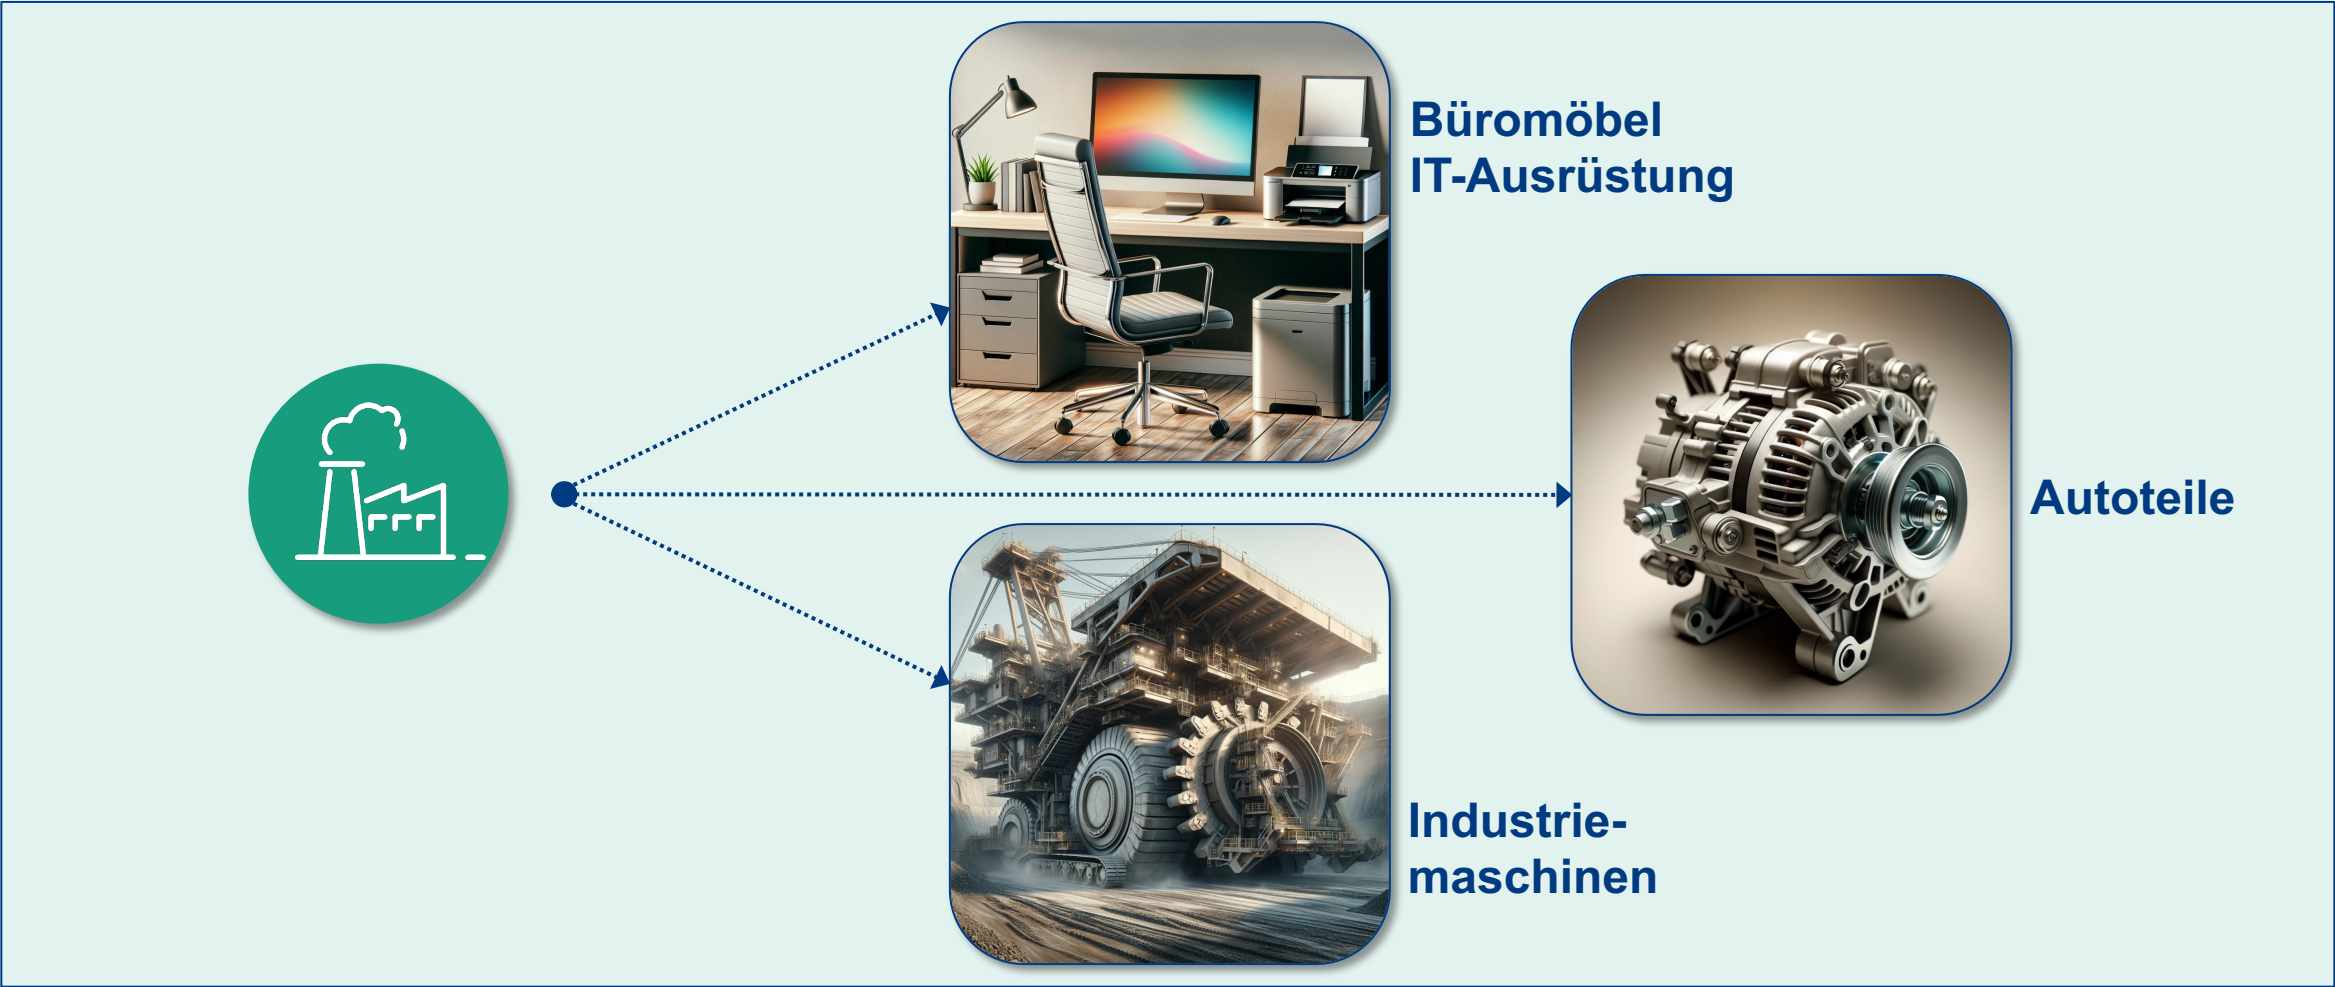 Büromöbel
IT-Ausrüstung
Autoteile
Industrie-
maschinen